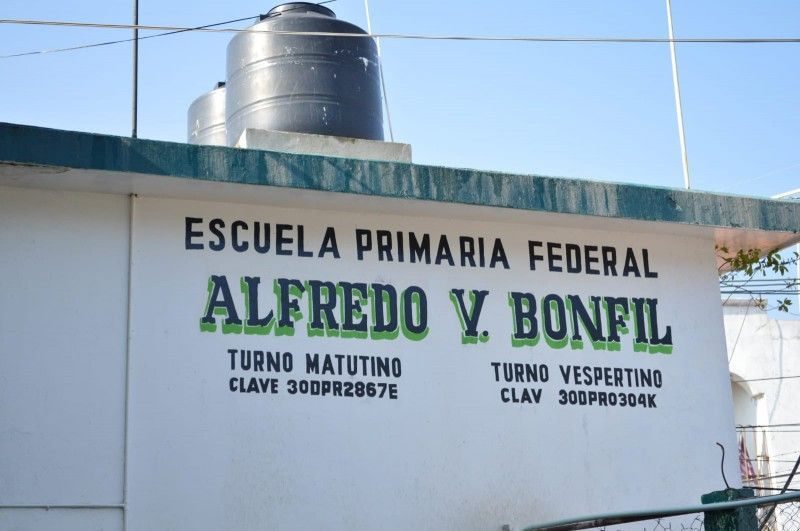 ESCUELA PRIMARIA FEDERAL
ALFREDO V. BONFIL
TURNO MATUTINO
CLAVE 30DPR2867E
TURNO VESPERTINO
CLAV 30DPR0304K